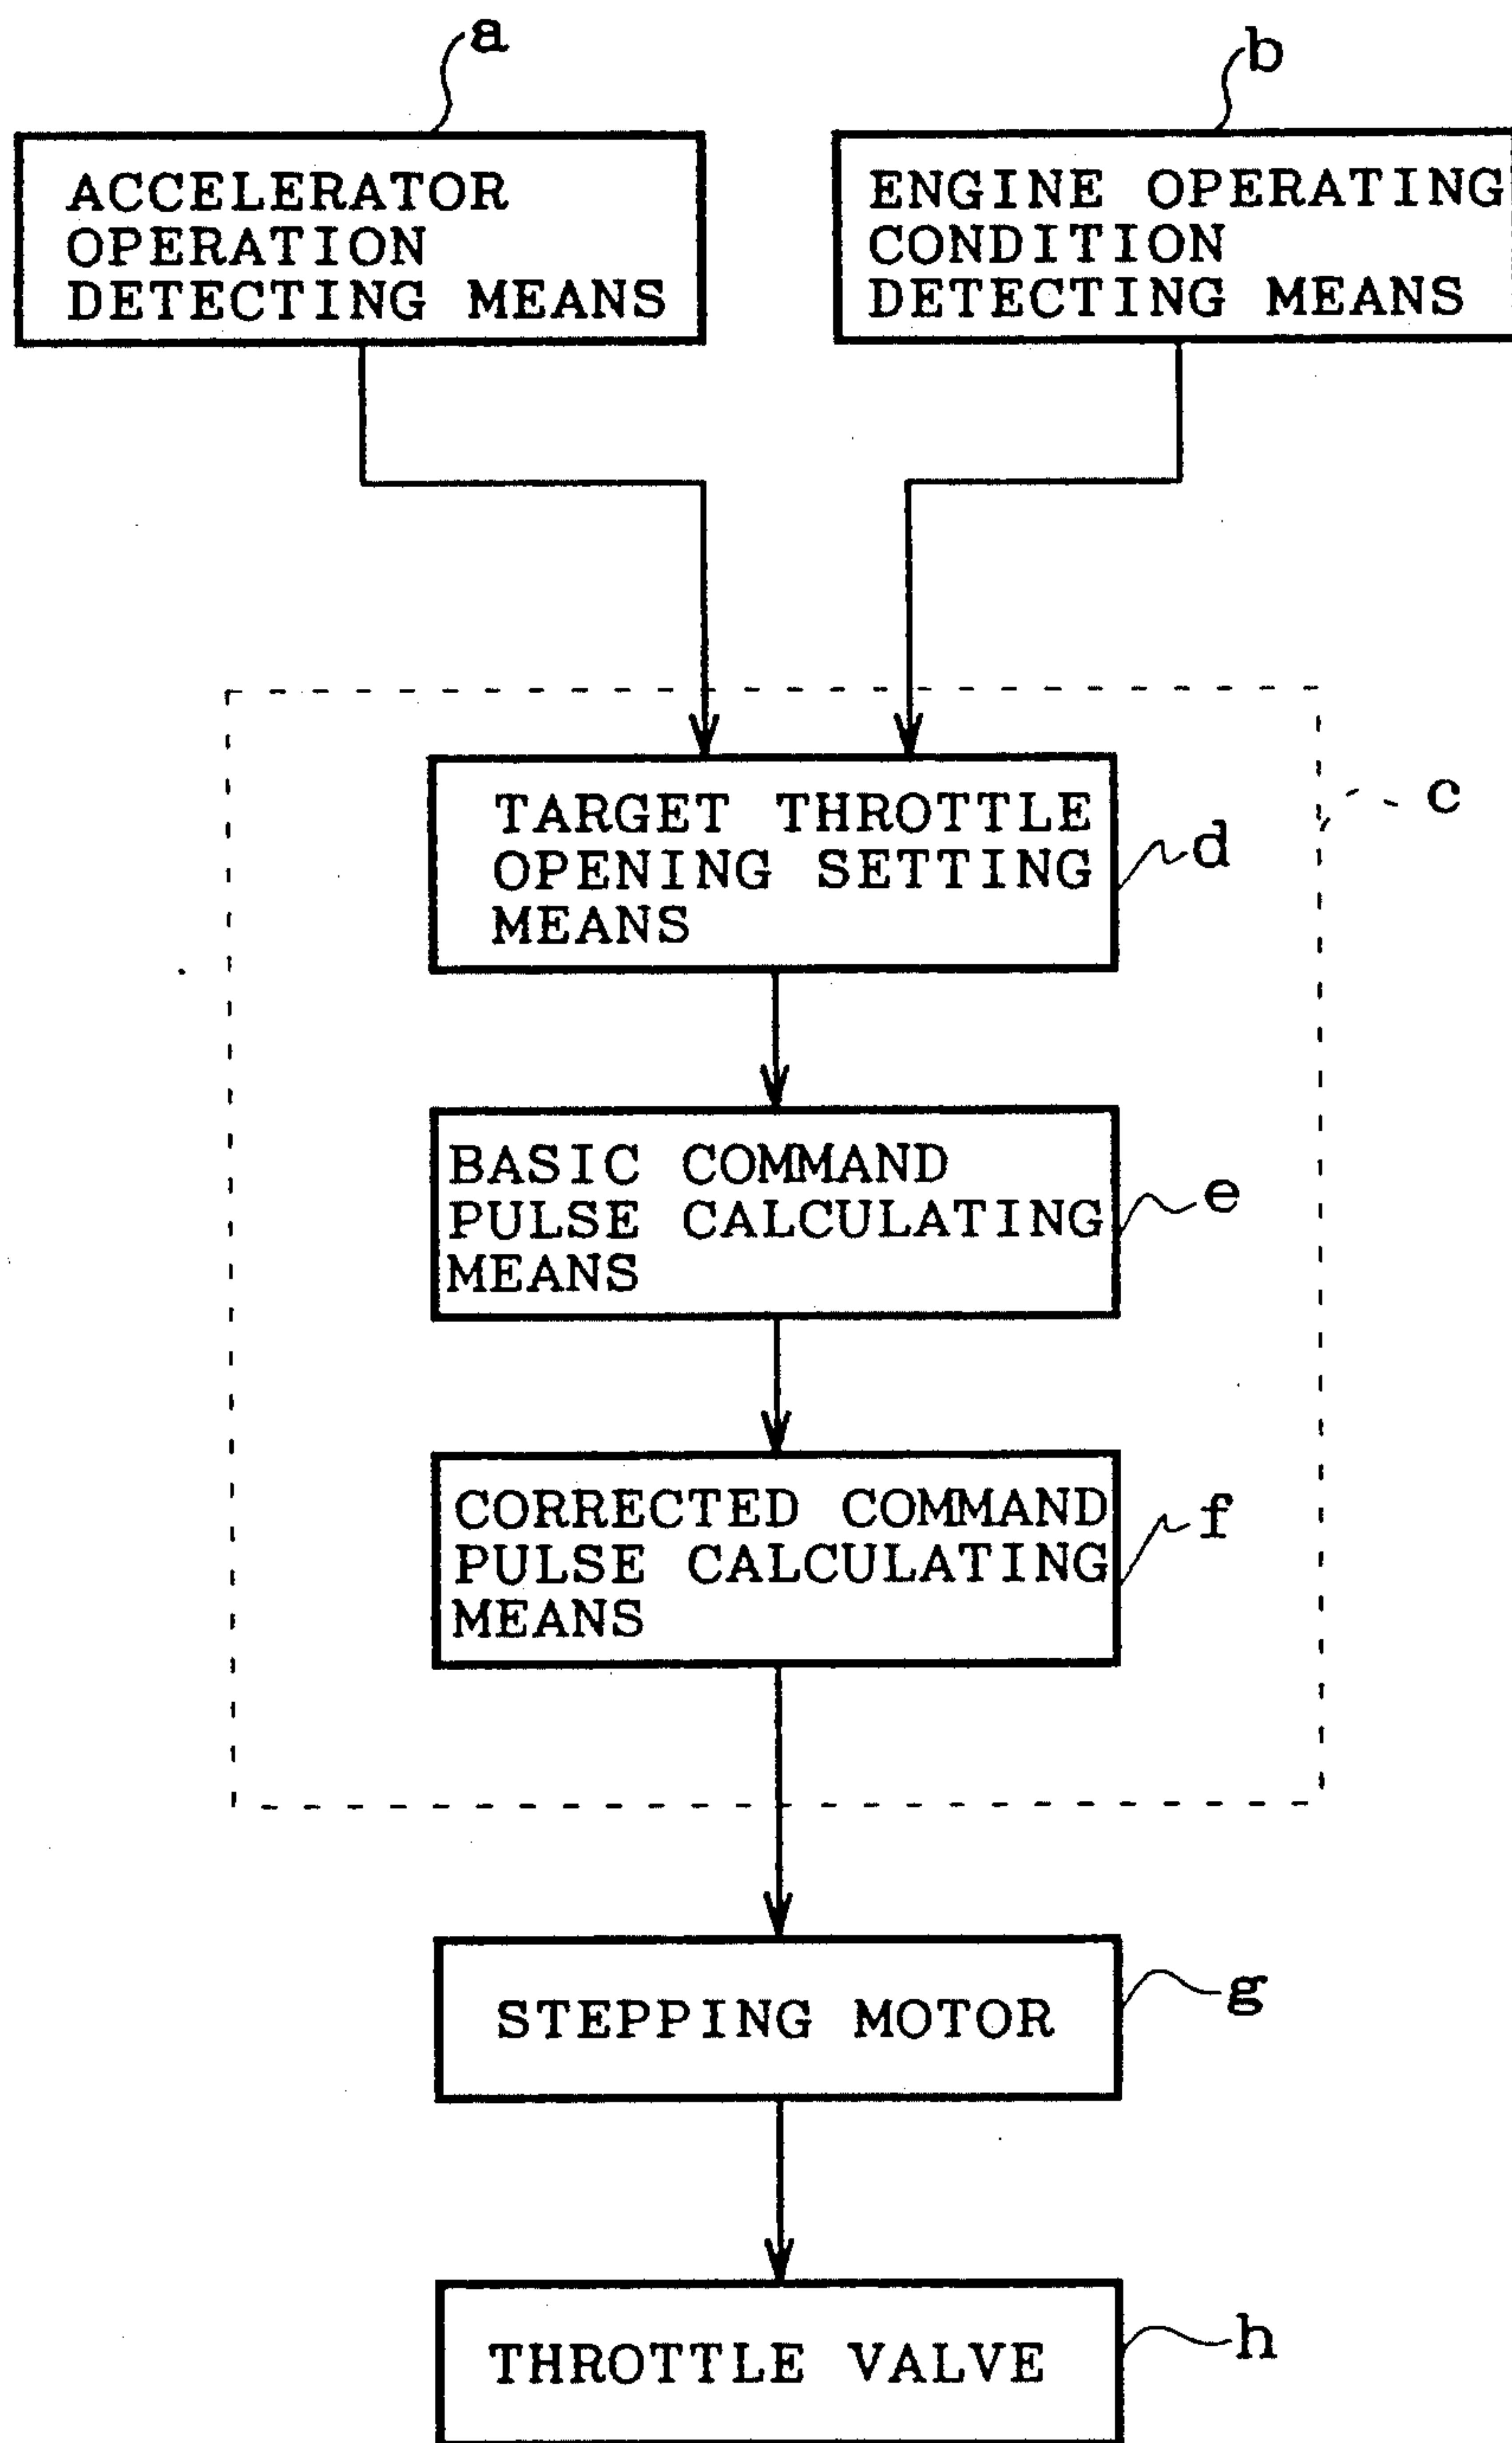 a
b
ACCELERATOR
OPERATION
DETECTING MEANS
ENGINE OPERATING
CONDITION
DETECTING MEANS
c
TARGET THROTTLE
OPENING SETTING
MEANS
d
BASIC COMMAND
PULSE CALCULATING
MEANS
e
CORRECTED COMMAND
PULSE CALCULATING
MEANS
f
STEPPING MOTOR
g
THROTTLE VALVE
h